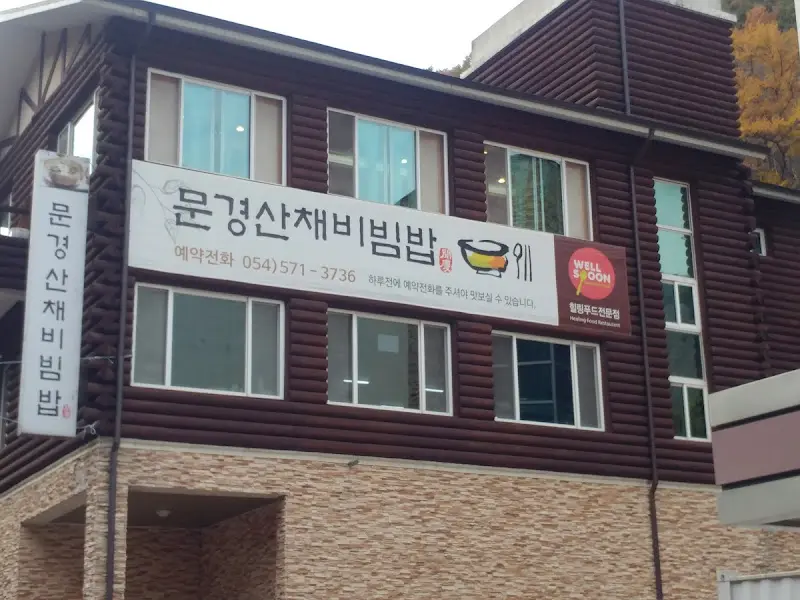 문경산채비빔밥
문경산채비빔밥
예약전화 054)571-3736
하루전에 예약전화를 주셔야 맛보실 수 있습니다.
WELL
SPOON
힐링푸드전문점
Healing Food Restaurant